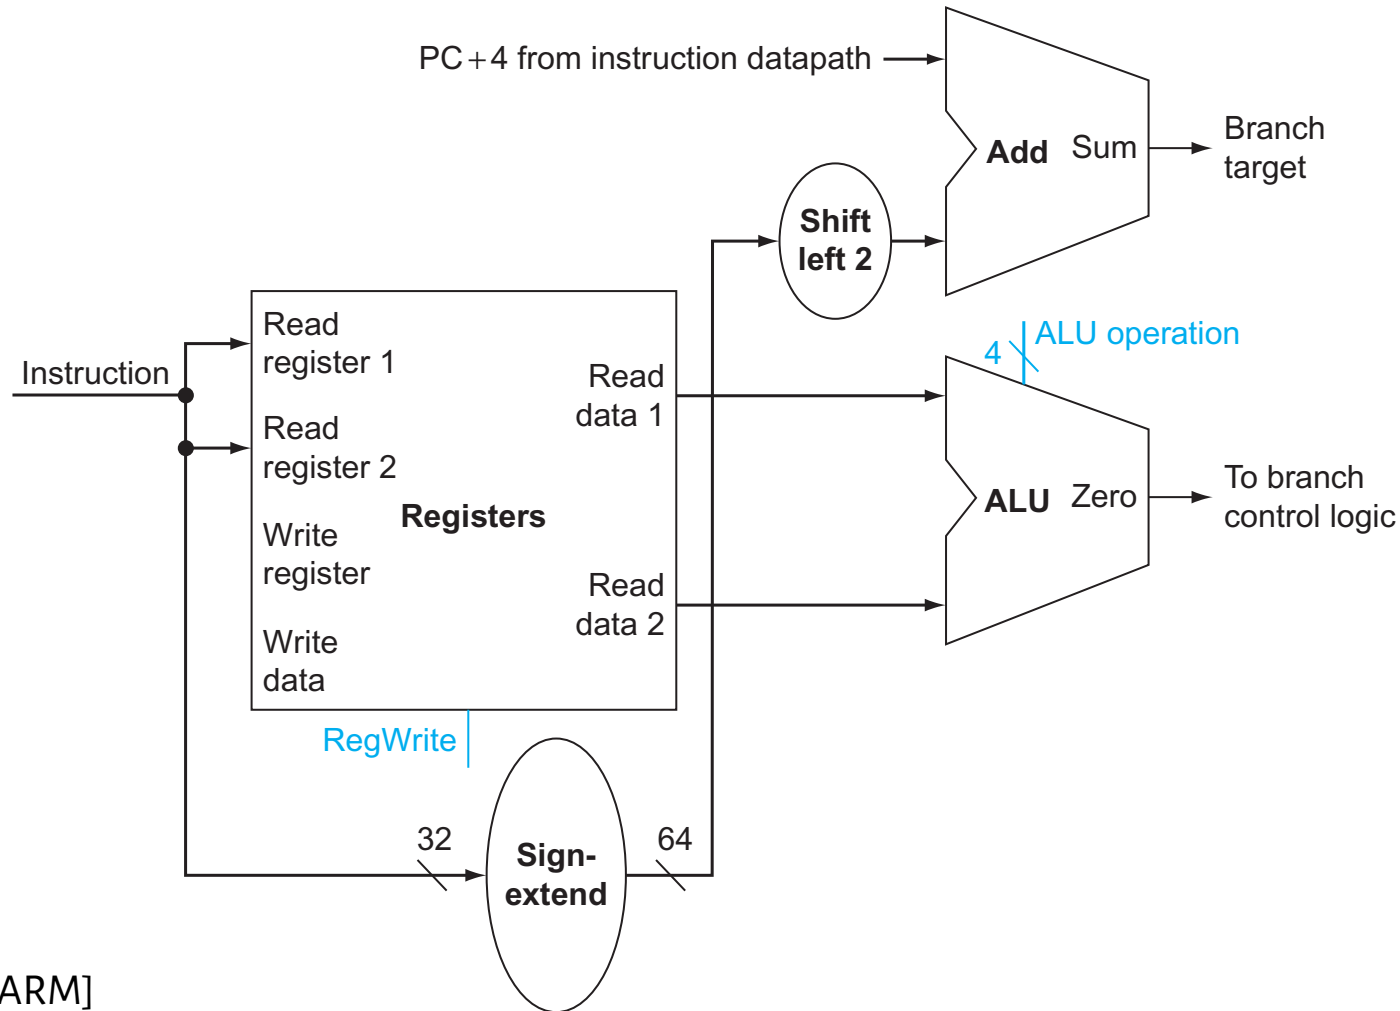 PC+4 from instruction datapath
Add Sum
Branch
target
Shift
left 2
ALU operation
4
Instruction
Read
register 1
Read
register 2
Write
register
Write
data
Registers
Read
data 1
Read
data 2
ALU Zero
To branch
control logic
RegWrite
32
Sign-
extend
64
ARM]